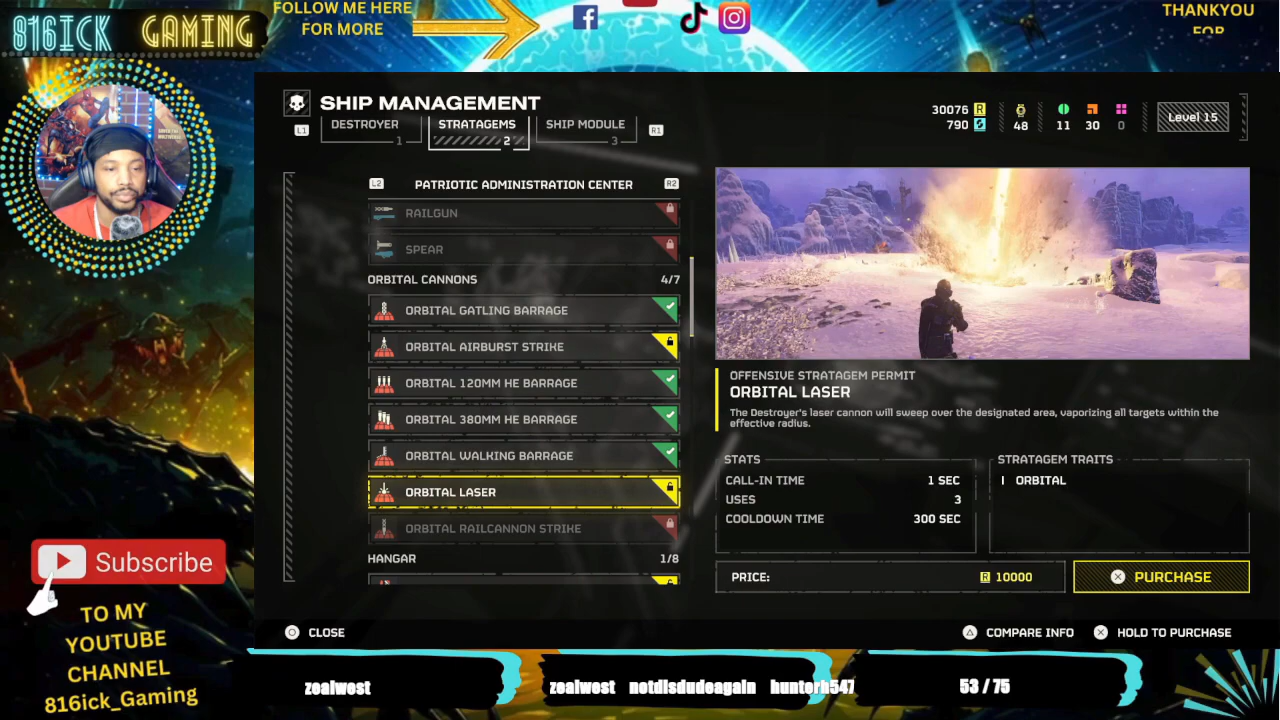 816ICK GAMING
FOLLOW ME HERE
FOR MORE
THANKYOU
FOR
SHIP MANAGEMENT
L1
DESTROYER
1
STRATAGEMS
2
SHIP MODULE
3
R1
30076
790
48
11
30
0
Level 15
L2
PATRIOTIC ADMINISTRATION CENTER
R2
RAILGUN
SPEAR
ORBITAL CANNONS
4/7
ORBITAL GATLING BARRAGE
ORBITAL AIRBURST STRIKE
ORBITAL 120MM HE BARRAGE
ORBITAL 380MM HE BARRAGE
ORBITAL WALKING BARRAGE
ORBITAL LASER
ORBITAL RAILCANNON STRIKE
HANGAR
1/8
OFFENSIVE STRATAGEM PERMIT
ORBITAL LASER
The Destroyer's laser cannon will sweep over the designated area, vaporizing all targets within the
effective radius.
STATS
CALL-IN TIME 1 SEC
USES 3
COOLDOWN TIME 300 SEC
STRATAGEM TRAITS
ORBITAL
PRICE: 10000
PURCHASE
CLOSE
COMPARE INFO
HOLD TO PURCHASE
Subscribe
TO MY
YOUTUBE
CHANNEL
816ick_Gaming
zealwest
zealwest notdisdudeagain hunterh547
53 / 75